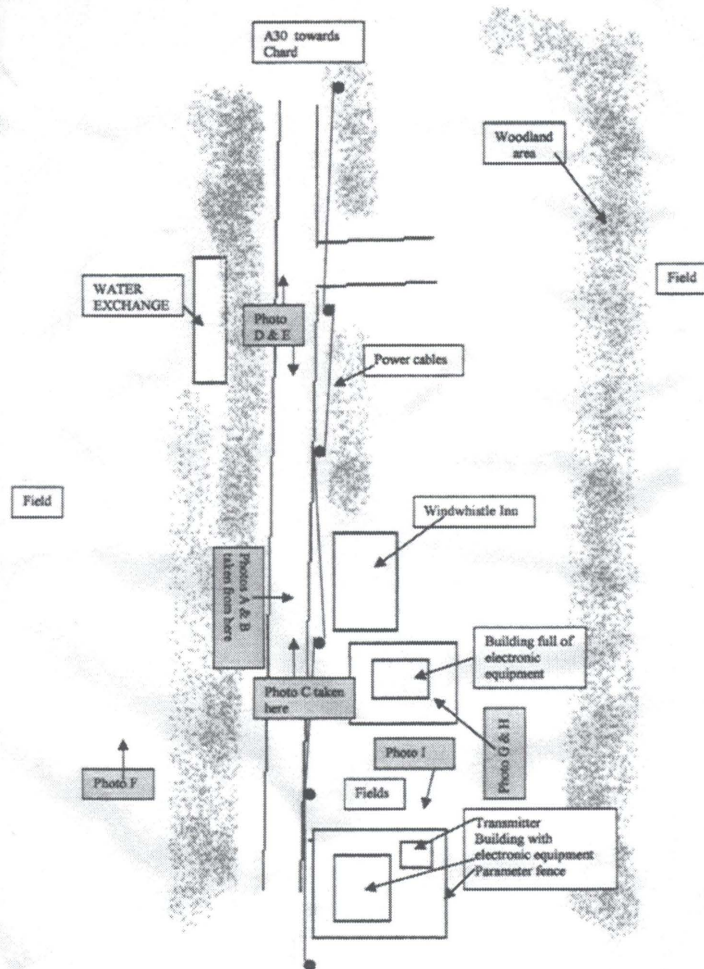 A30 towards
Chard
Woodland
area
Field
WATER
EXCHANGE
Photo
D & E
Power cables
Field
Windwhistle Inn
Photos A & B
taken from here
Building full of
electronic
equipment
Photo C taken
here
Photo G & H
Photo I
Photo F
Fields
Transmitter
Building with
electronic equipment
Parameter fence